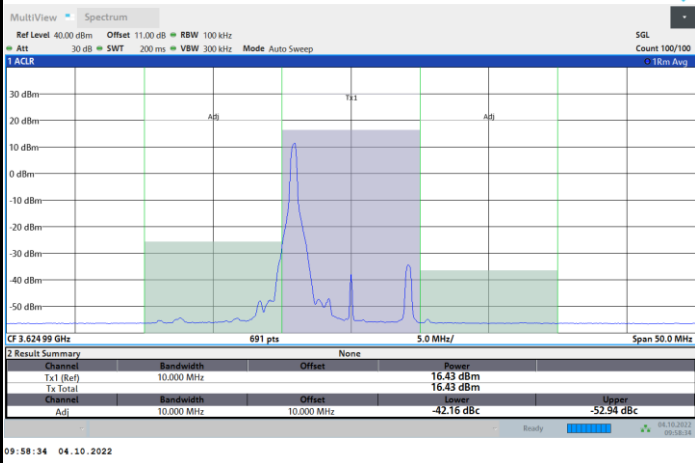 MultiView Spectrum
Ref Level 40.00 dBm Offset 11.00 dB RBW 100 kHz SGL
Att 30 dB SWT 200 ms VBW 300 kHz Mode Auto Sweep Count 100/100
1 ACLR 1Rm Avg
30 dBm
Tx1
20 dBm
Adj Adj
10 dBm
0 dBm
-10 dBm
-20 dBm
-30 dBm
-40 dBm
-50 dBm
CF 3.624 99 GHz 691 pts 5.0 MHz/ Span 50.0 MHz
2 Result Summary None
Channel Bandwidth Offset Power
Tx1 (Ref) 10.000 MHz 16.43 dBm
Tx Total 16.43 dBm
Channel Bandwidth Offset Lower Upper
Adj 10.000 MHz 10.000 MHz -42.16 dBc -52.94 dBc
Ready 04.10.2022
09:58:34
09:58:34 04.10.2022